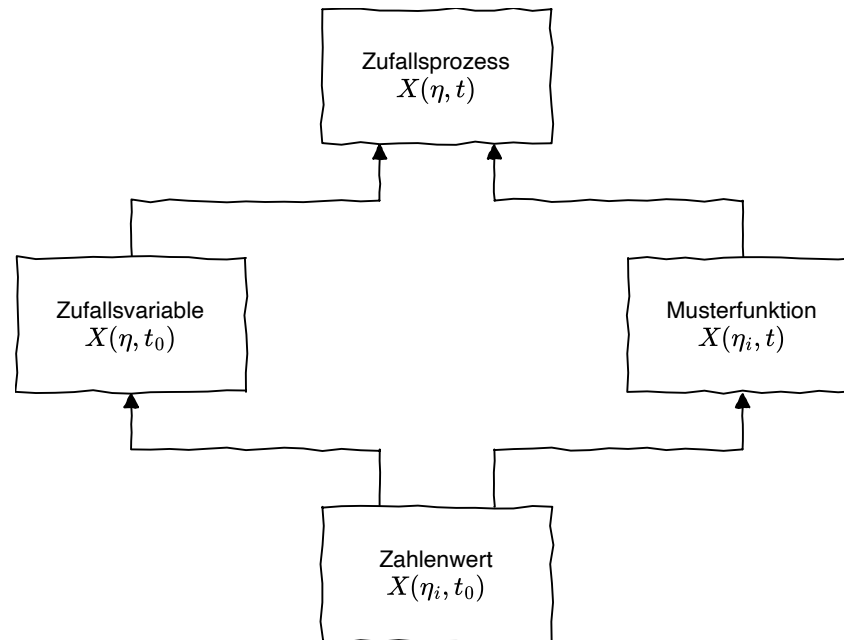 Zufallsprozess
X(η, t)
Zufallsvariable
X(η, t₀)
Musterfunktion
X(ηᵢ, t)
Zahlenwert
X(ηᵢ, t₀)